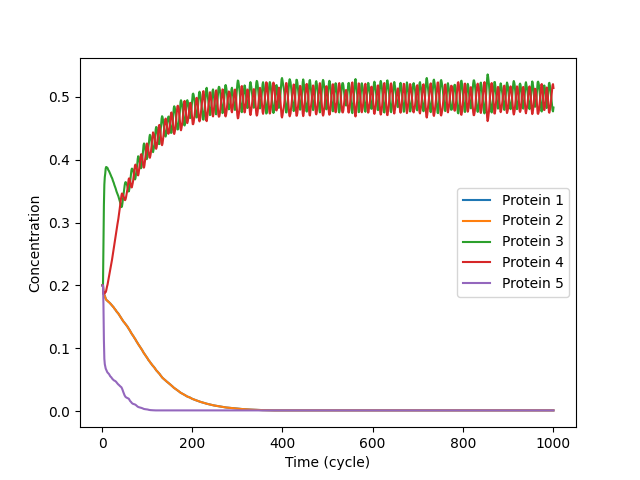 0.5
0.4
0.3
0.2
0.1
0.0
Concentration
Protein 1
Protein 2
Protein 3
Protein 4
Protein 5
0 200 400 600 800 1000
Time (cycle)